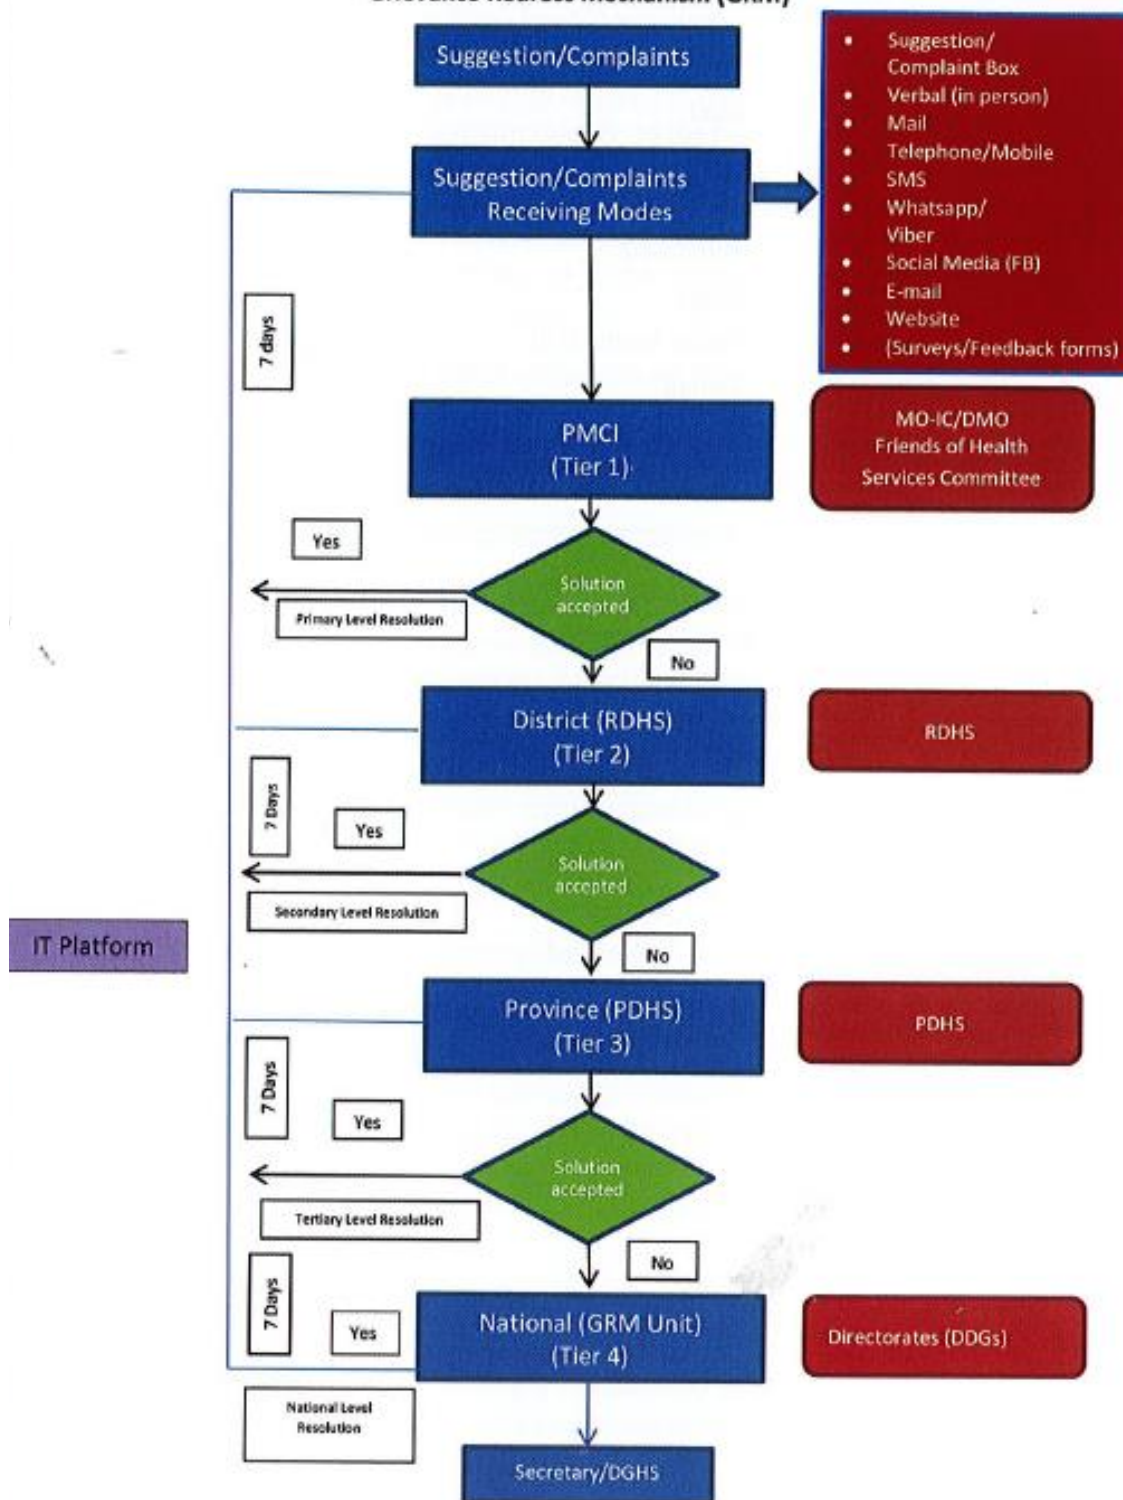 Suggestion/Complaints
Suggestion/Complaints
Receiving Modes
• Suggestion/
Complaint Box
• Verbal (in person)
• Mail
• Telephone/Mobile
• SMS
• Whatsapp/
Viber
• Social Media (FB)
• E-mail
• Website
• (Surveys/Feedback forms)
7 days
PMCI
(Tier 1)
MO-IC/DMO
Friends of Health
Services Committee
Yes
Solution
accepted
Primary Level Resolution
No
District (RDHS)
(Tier 2)
RDHS
7 Days
Yes
Solution
accepted
Secondary Level Resolution
No
IT Platform
Province (PDHS)
(Tier 3)
PDHS
7 Days
Yes
Solution
accepted
Tertiary Level Resolution
No
7 Days
Yes
National (GRM Unit)
(Tier 4)
Directorates (DDGs)
National Level
Resolution
Secretary/DGHS